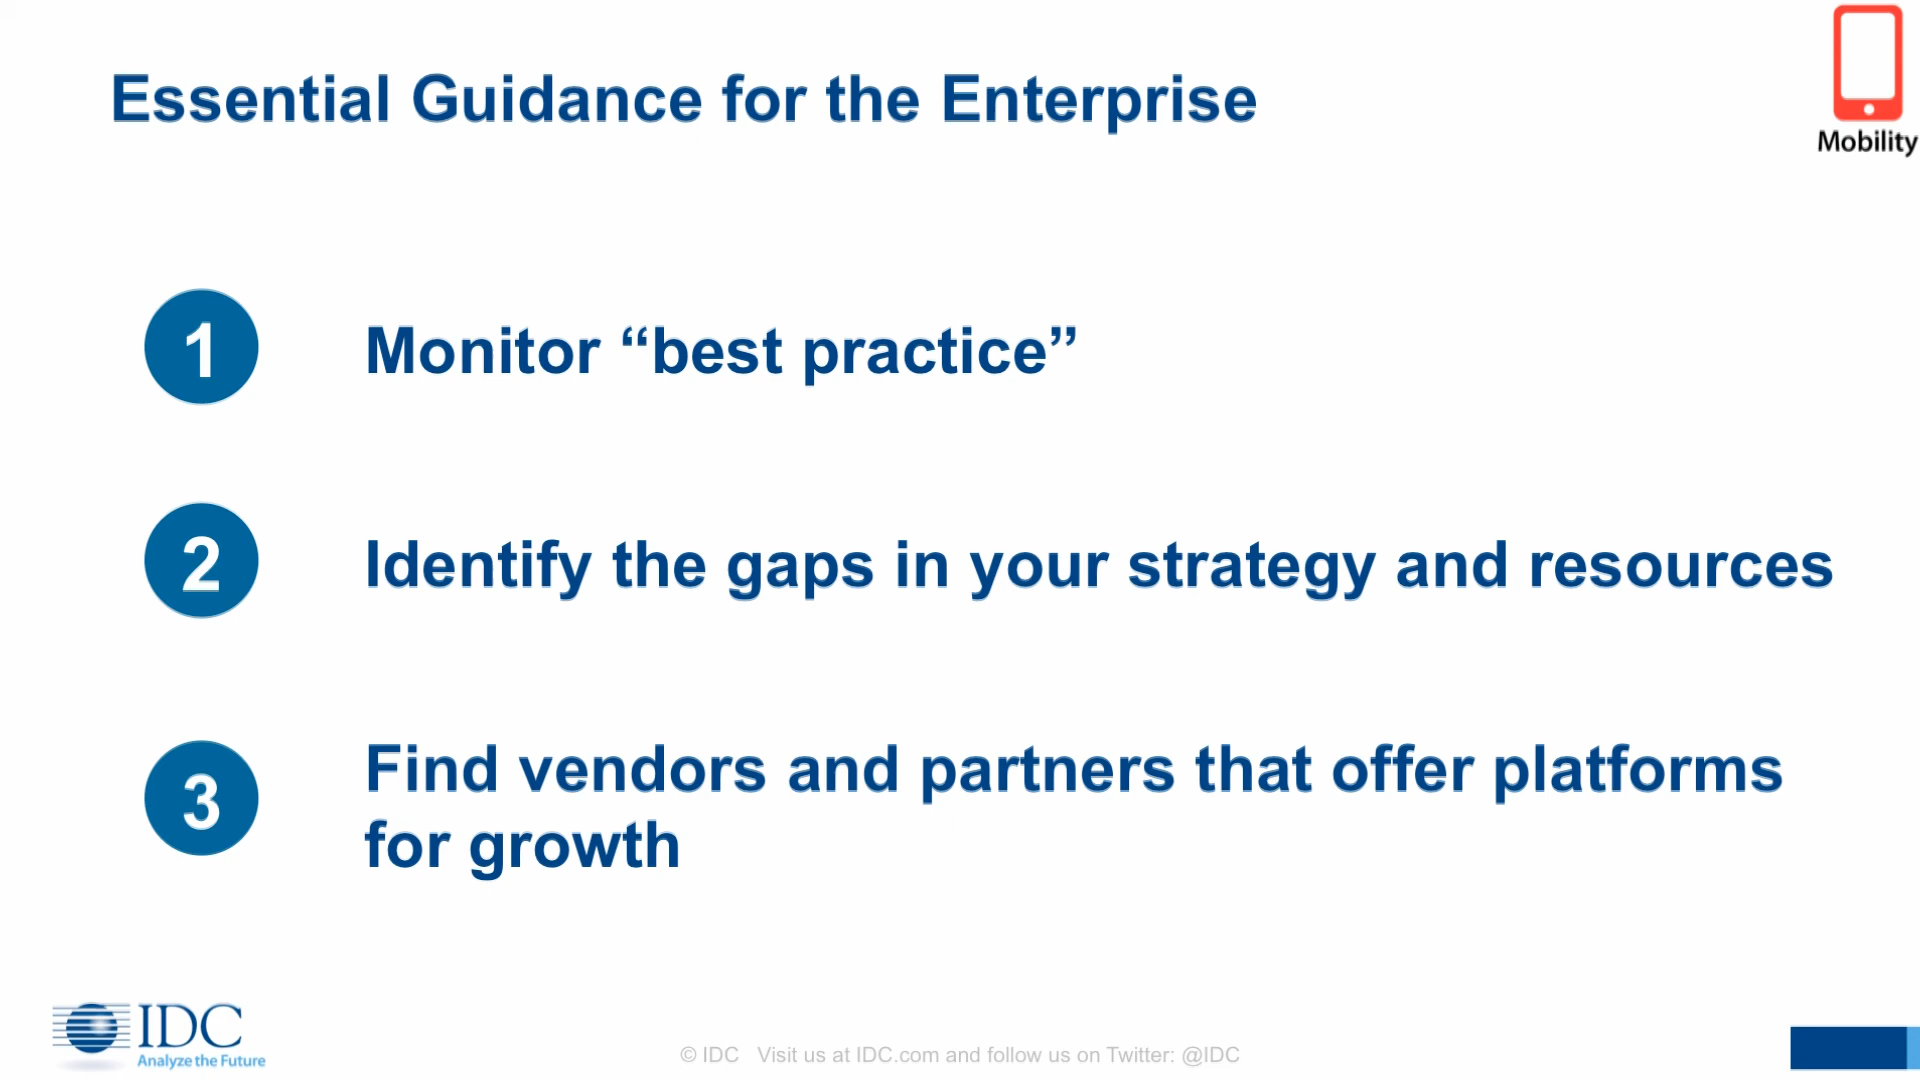 Essential Guidance for the Enterprise
Mobility
1
Monitor “best practice”
2
Identify the gaps in your strategy and resources
3
Find vendors and partners that offer platforms
for growth
IDC
Analyze the Future
© IDC Visit us at IDC.com and follow us on Twitter: @IDC